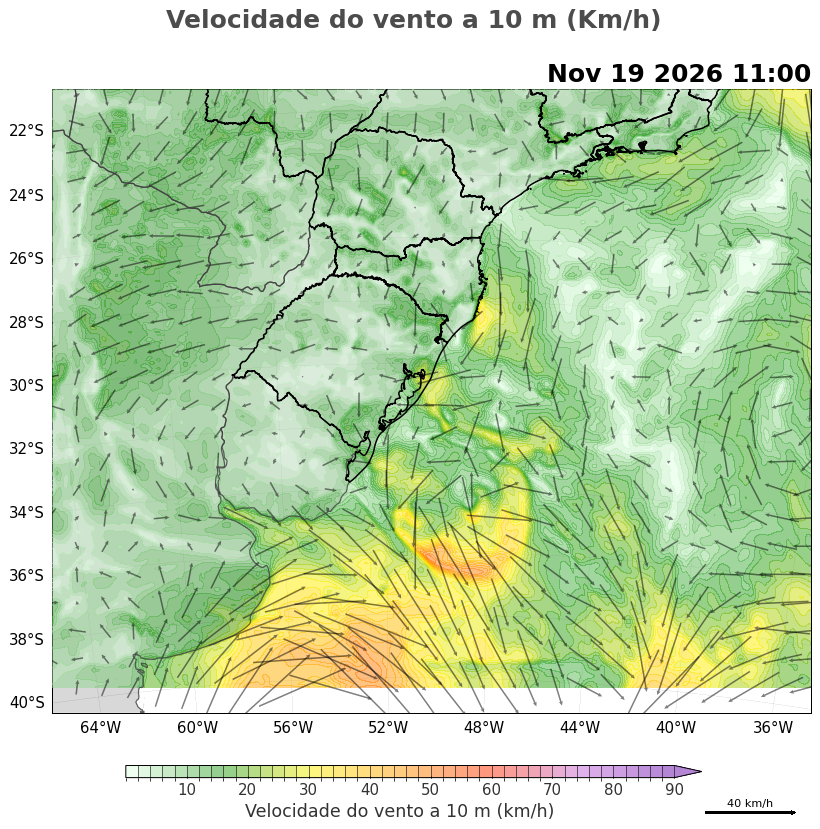 Velocidade do vento a 10 m (Km/h)
Nov 19 2026 11:00
22°S
24°S
26°S
28°S
30°S
32°S
34°S
36°S
38°S
40°S
64°W 60°W 56°W 52°W 48°W 44°W 40°W 36°W
10 20 30 40 50 60 70 80 90
Velocidade do vento a 10 m (km/h)
40 km/h